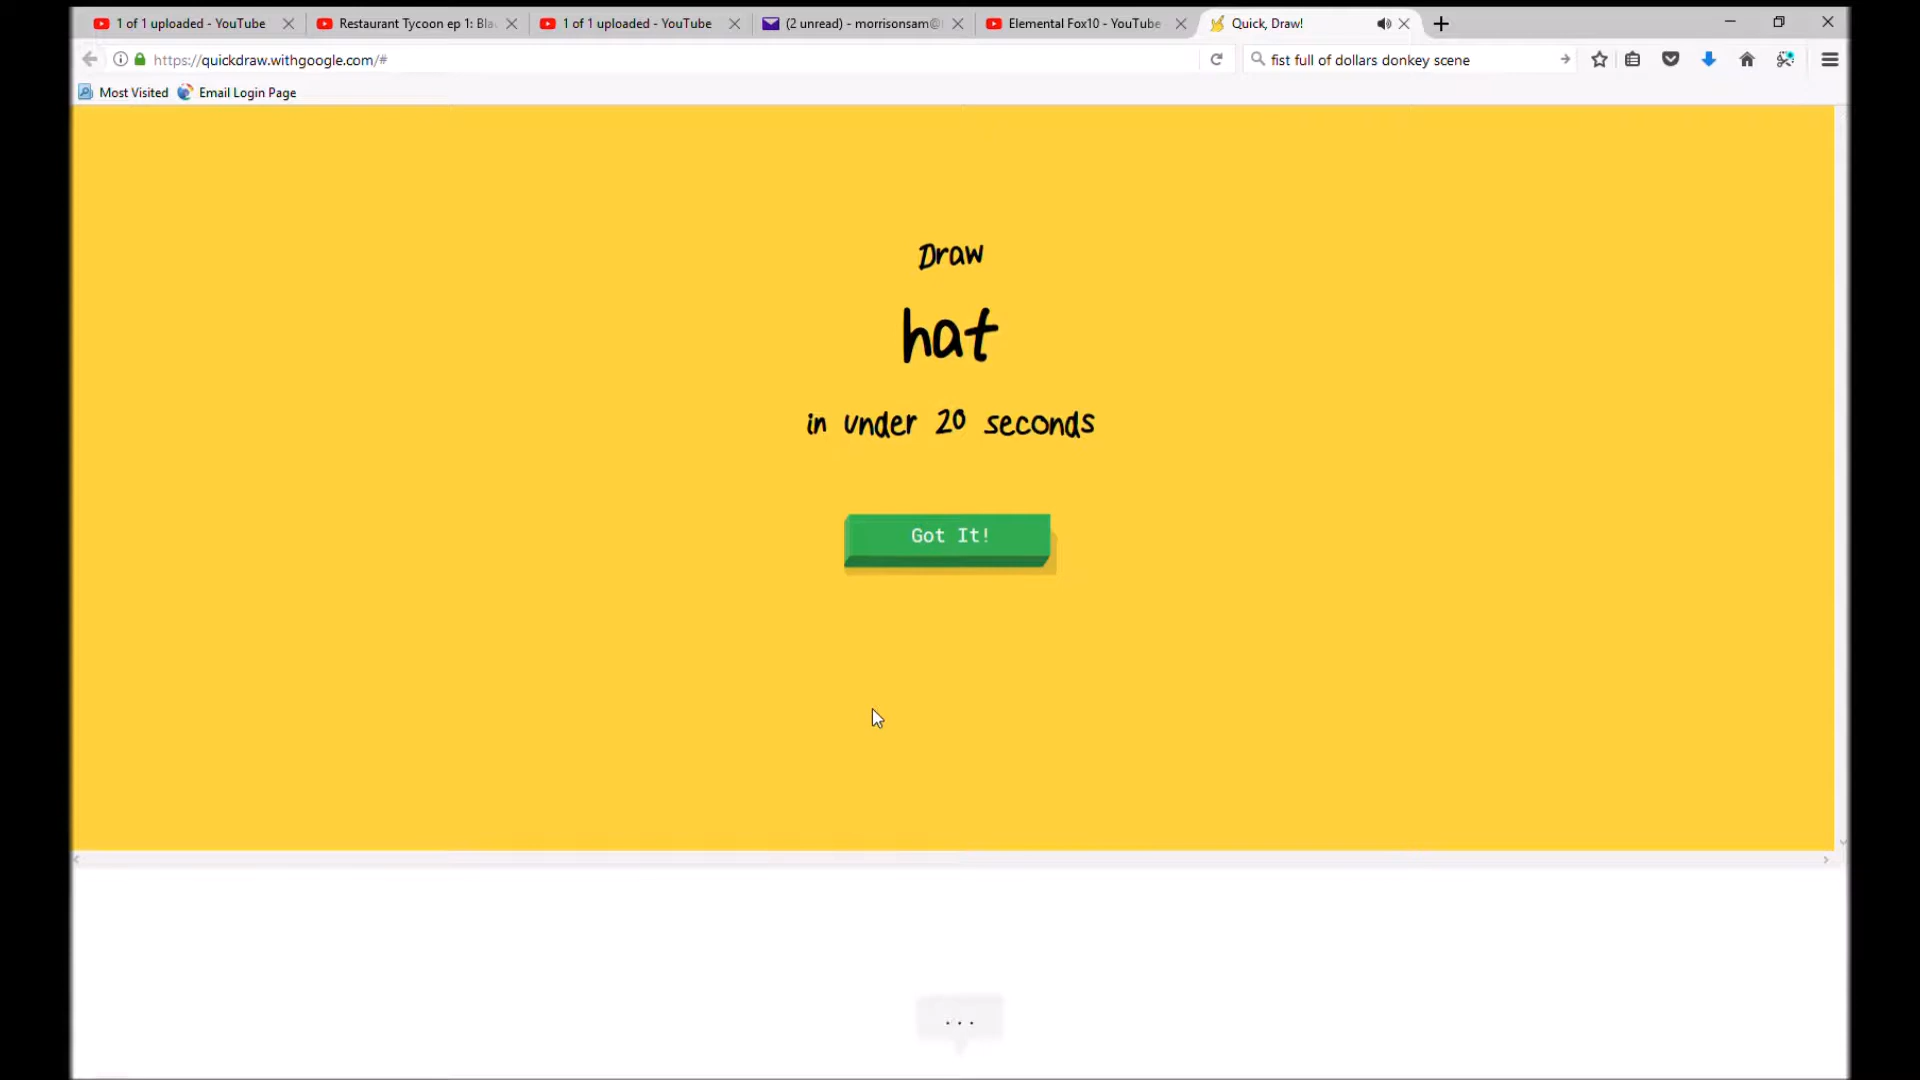 1 of 1 uploaded - YouTube
Restaurant Tycoon ep 1: Bla
1 of 1 uploaded - YouTube
(2 unread) - morrisonsam@
Elemental Fox10 - YouTube
Quick, Draw!
https://quickdraw.withgoogle.com/#
fist full of dollars donkey scene
Most Visited
Email Login Page
Draw
hat
in under 20 seconds
Got It!
...